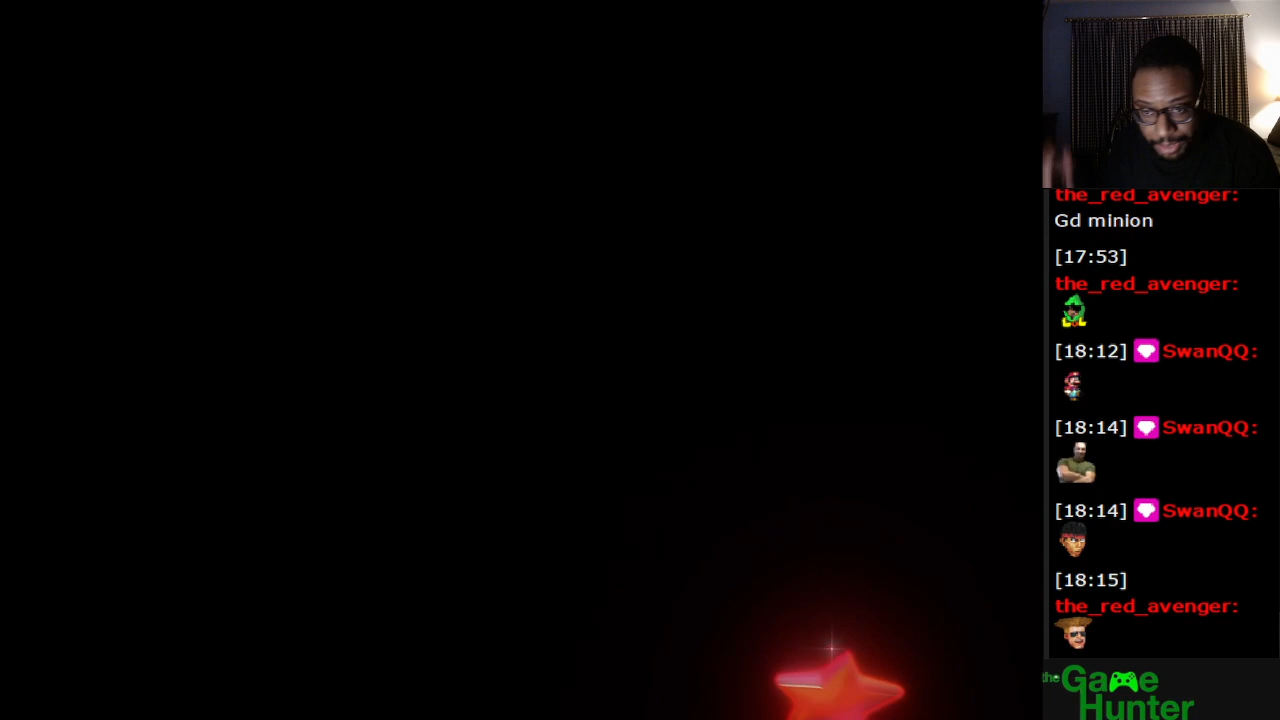 the_red_avenger:
Gd minion
[17:53]
the_red_avenger:
[18:12] SwanQQ:
[18:14] SwanQQ:
[18:14] SwanQQ:
[18:15]
the_red_avenger:
the Game
Hunter